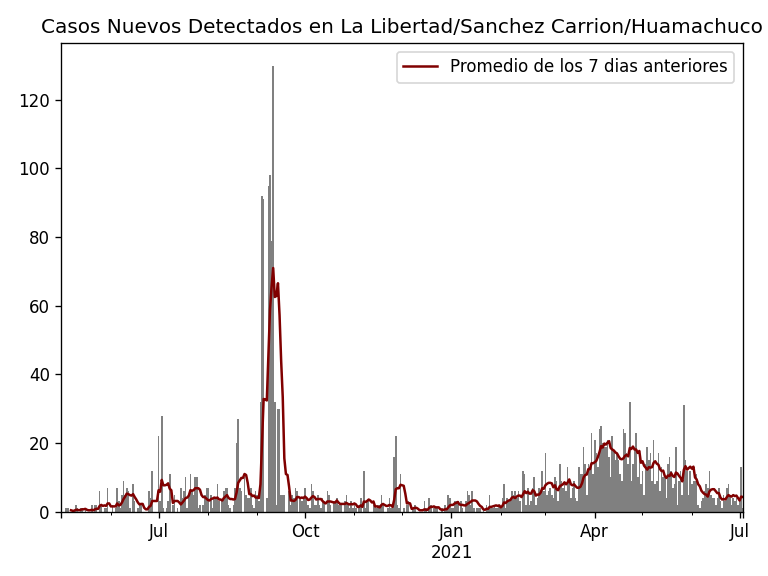 Casos Nuevos Detectados en La Libertad/Sanchez Carrion/Huamachuco
Promedio de los 7 dias anteriores
120
100
80
60
40
20
0
Jul Oct Jan Apr Jul
2021